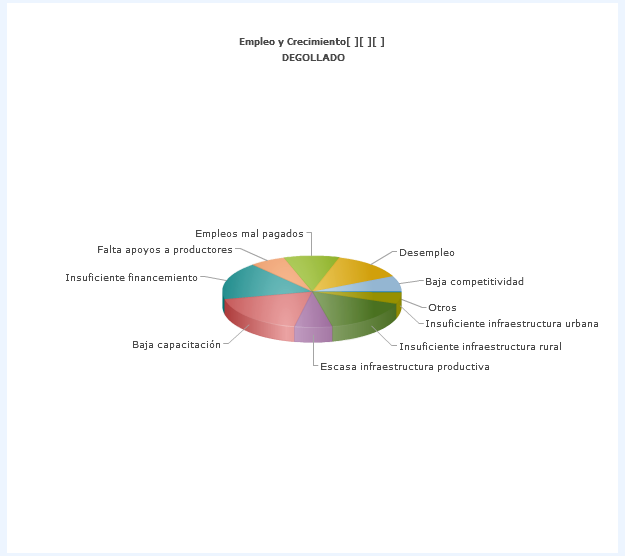 Empleo y Crecimiento[ ][ ][ ]
DEGOLLADO
Empleos mal pagados
Falta apoyos a productores
Desempleo
Insuficiente financemiento
Baja competitividad
Otros
Insuficiente infraestructura urbana
Baja capacitación
Insuficiente infraestructura rural
Escasa infraestructura productiva